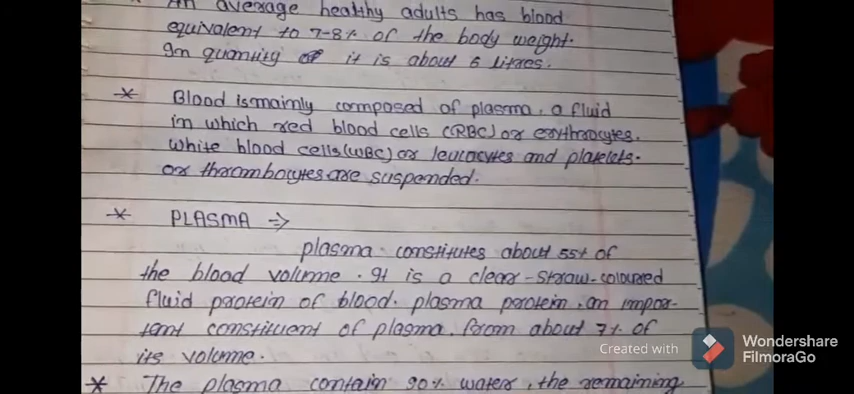 An average healthy adults has blood
equivalent to 7-8% of the body weight.
In quantity of it is about 5 litres.
* Blood is mainly composed of plasma, a fluid
in which red blood cells (RBC) or erythrocytes.
white blood cells (WBC) or leucocytes and platelets.
or thrombocytes are suspended.
* PLASMA ⇒
plasma constitutes about 55% of
the blood volume. It is a clear-straw-coloured
fluid protein of blood. plasma protein, an impor-
tant constituent of plasma. from about 7% of
its volume.
* The plasma contain 90% water, the remaining
Created with Wondershare
FilmoraGo